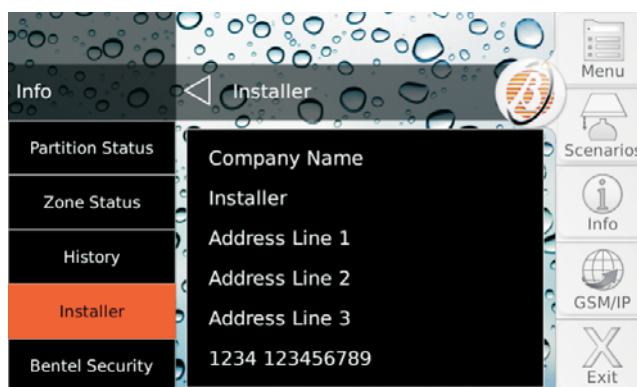 Info
Installer
Partition Status
Zone Status
History
Installer
Bentel Security
Company Name
Installer
Address Line 1
Address Line 2
Address Line 3
1234 123456789
Menu
Scenarios
Info
GSM/IP
Exit